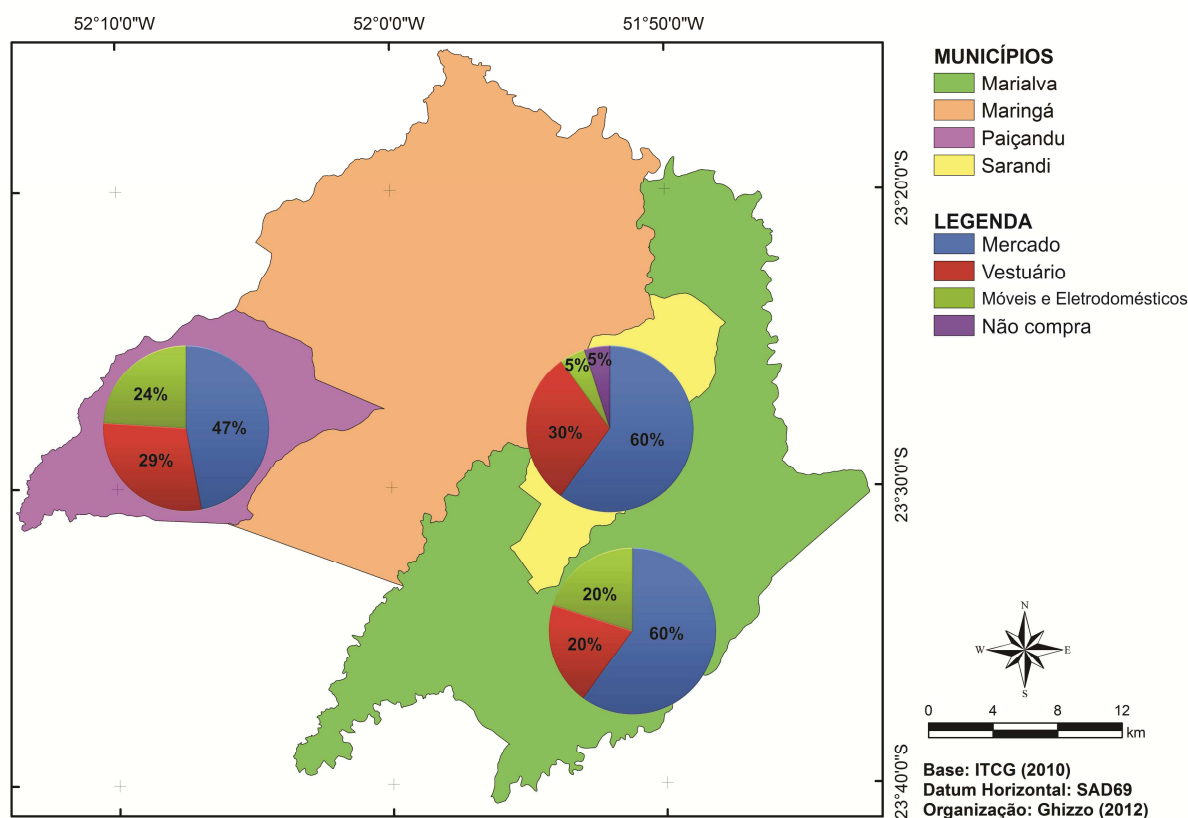 52°10'0"W
52°0'0"W
51°50'0"W
23°20'0"S
23°30'0"S
23°40'0"S
24%
47%
29%
5%
5%
30%
60%
20%
60%
20%
MUNICÍPIOS
Marialva
Maringá
Paiçandu
Sarandi
LEGENDA
Mercado
Vestuário
Móveis e Eletrodomésticos
Não compra
N
W
E
S
0 4 8 12
km
Base: ITCG (2010)
Datum Horizontal: SAD69
Organização: Ghizzo (2012)